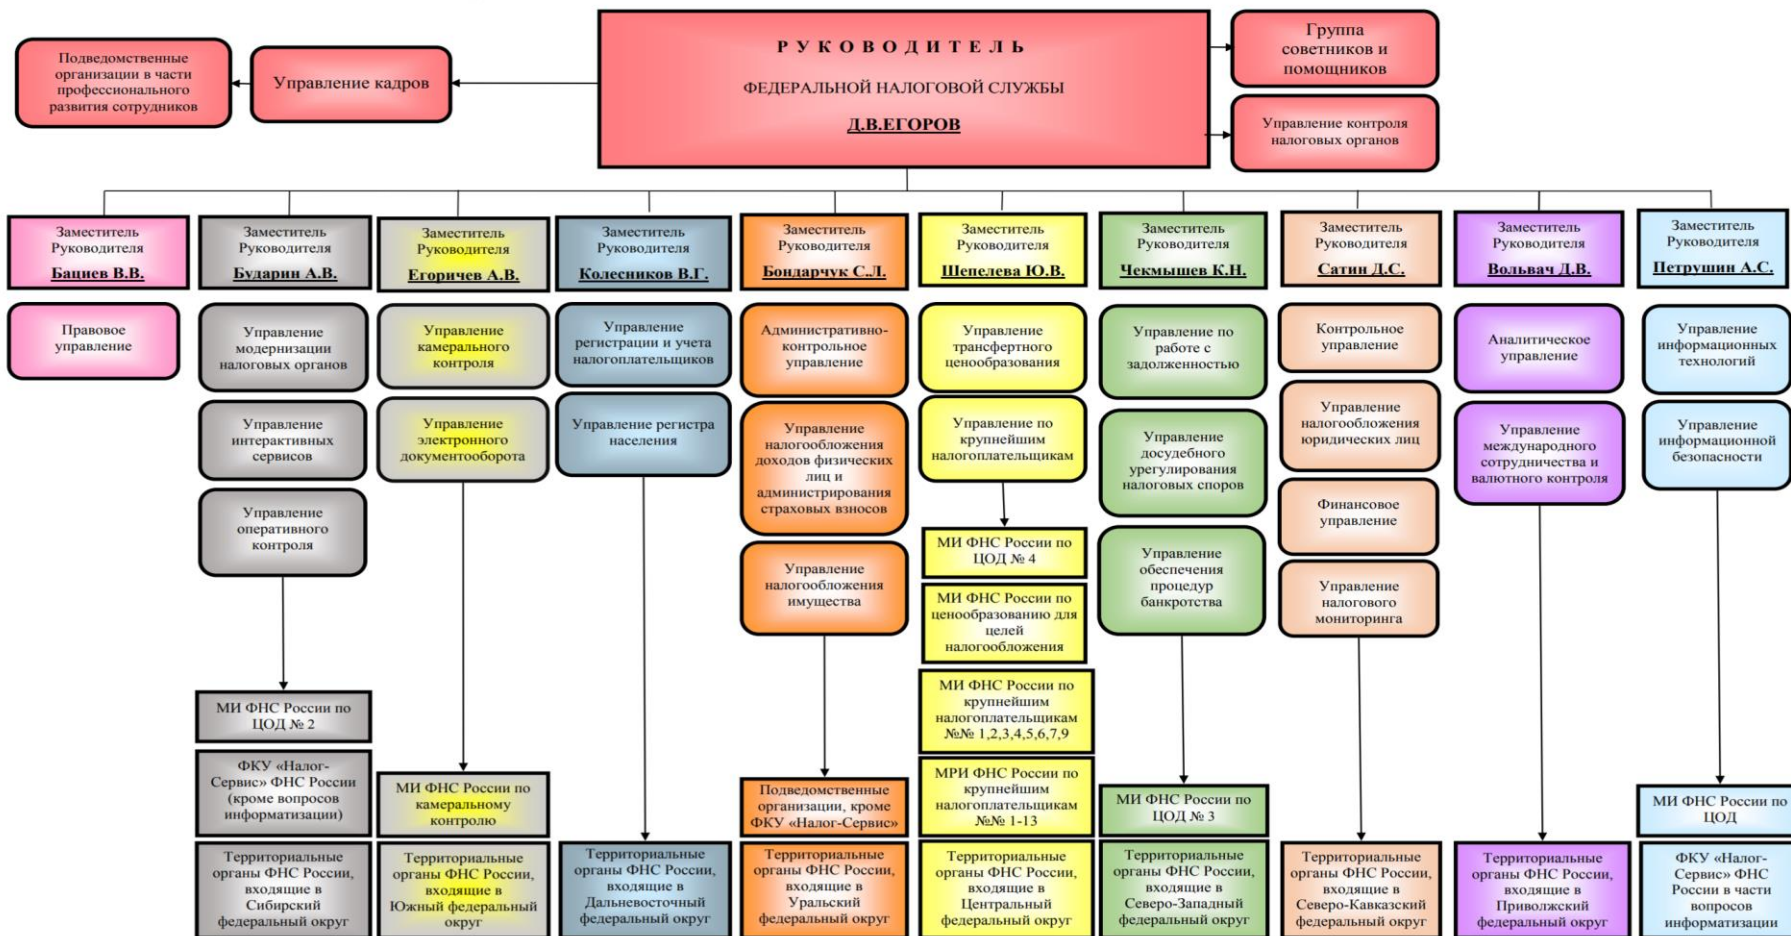 Подведомственные
организации в части
профессионального
развития сотрудников
Управление кадров
РУКОВОДИТЕЛЬ
ФЕДЕРАЛЬНОЙ НАЛОГОВОЙ СЛУЖБЫ
Д.В.ЕГОРОВ
Группа
советников и
помощников
Управление контроля
налоговых органов
Заместитель
Руководителя
Бациев В.В.
Правовое
управление
Заместитель
Руководителя
Бударин А.В.
Управление
модернизации
налоговых органов
Управление
интерактивных
сервисов
Управление
оперативного
контроля
МИ ФНС России по
ЦОД № 2
ФКУ «Налог-
Сервис» ФНС России
(кроме вопросов
информатизации)
Территориальные
органы ФНС России,
входящие в
Сибирский
федеральный округ
Заместитель
Руководителя
Егоричев А.В.
Управление
камерального
контроля
Управление
электронного
документооборота
МИ ФНС России по
камеральному
контролю
Территориальные
органы ФНС России,
входящие в
Южный федеральный
округ
Заместитель
Руководителя
Колесников В.Г.
Управление
регистрации и учета
налогоплательщиков
Управление регистра
населения
Территориальные
органы ФНС России,
входящие в
Дальневосточный
федеральный округ
Заместитель
Руководителя
Бондарчук С.Л.
Административно-
контрольное
управление
Управление
налогообложения
доходов физических
лиц и
администрирования
страховых взносов
Управление
налогообложения
имущества
Подведомственные
организации, кроме
ФКУ «Налог-Сервис»
Территориальные
органы ФНС России,
входящие в
Уральский
федеральный округ
Заместитель
Руководителя
Шепелева Ю.В.
Управление
трансфертного
ценообразования
Управление по
крупнейшим
налогоплательщикам
МИ ФНС России по
ЦОД № 4
МИ ФНС России по
ценообразованию для
целей
налогообложения
МИ ФНС России по
крупнейшим
налогоплательщикам
№№ 1,2,3,4,5,6,7,9
МРИ ФНС России по
крупнейшим
налогоплательщикам
№№ 1-13
Территориальные
органы ФНС России,
входящие в
Центральный
федеральный округ
Заместитель
Руководителя
Чекмышев К.Н.
Управление по
работе с
задолженностью
Управление
досудебного
урегулирования
налоговых споров
Управление
обеспечения
процедур
банкротства
МИ ФНС России по
ЦОД № 3
Территориальные
органы ФНС России,
входящие в
Северо-Западный
федеральный округ
Заместитель
Руководителя
Сатин Д.С.
Контрольное
управление
Управление
налогообложения
юридических лиц
Финансовое
управление
Управление
налогового
мониторинга
Территориальные
органы ФНС России,
входящие в
Северо-Кавказский
федеральный округ
Заместитель
Руководителя
Вольвач Д.В.
Аналитическое
управление
Управление
международного
сотрудничества и
валютного контроля
Территориальные
органы ФНС России,
входящие в
Приволжский
федеральный округ
Заместитель
Руководителя
Петрушин А.С.
Управление
информационных
технологий
Управление
информационной
безопасности
МИ ФНС России по
ЦОД
ФКУ «Налог-
Сервис» ФНС
России в части
вопросов
информатизации